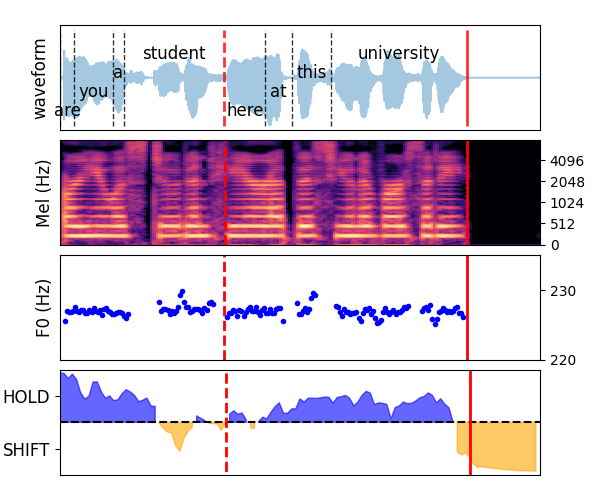 waveform
are
you
a
student
here
at
this
university
Mel (Hz)
4096
2048
1024
512
0
F0 (Hz)
230
220
HOLD
SHIFT